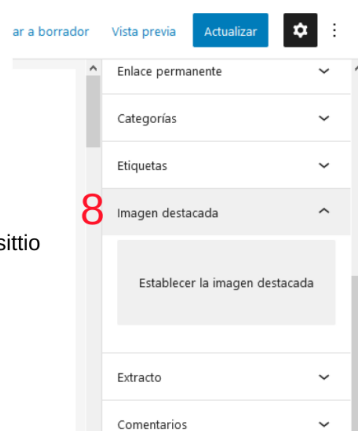 ar a borrador Vista previa Actualizar
Enlace permanente
Categorías
Etiquetas
8 Imagen destacada
sittio
Establecer la imagen destacada
Extracto
Comentarios